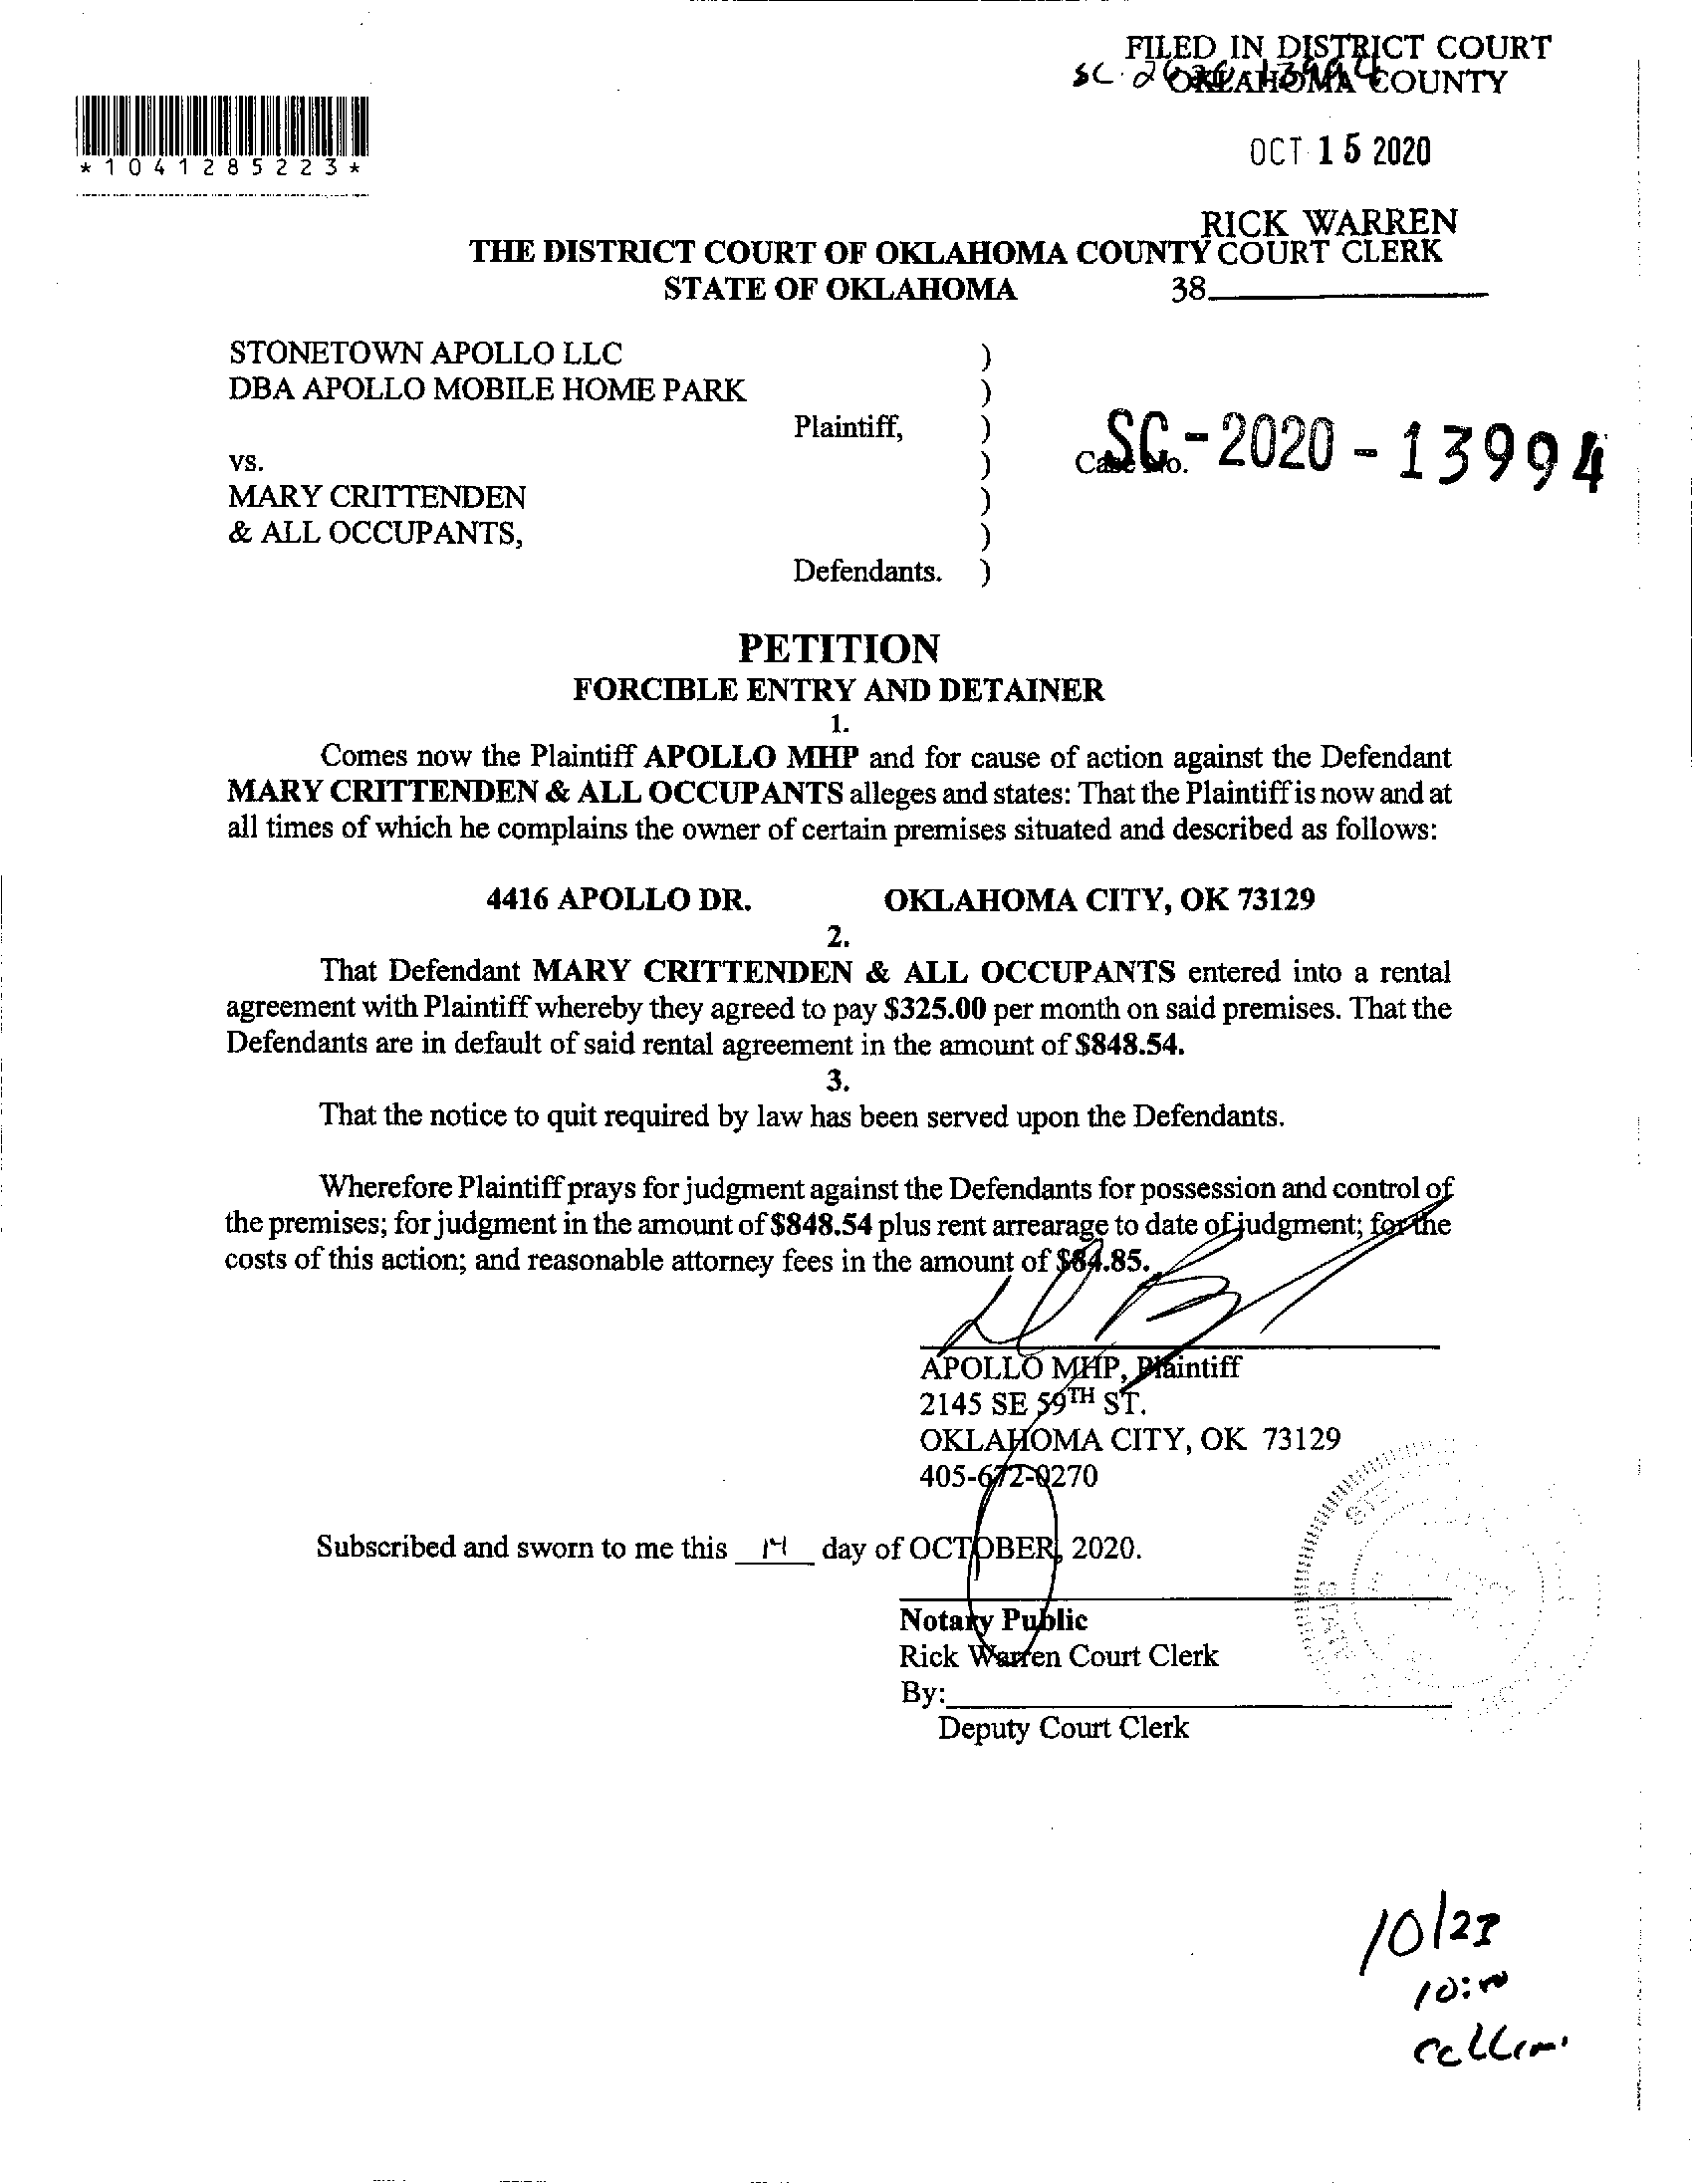 FILED IN DISTRICT COURT
OKLAHOMA COUNTY
SC-2020-13994
OCT 15 2020
*1041285223*
RICK WARREN
COURT CLERK
38
THE DISTRICT COURT OF OKLAHOMA COUNTY
STATE OF OKLAHOMA
STONETOWN APOLLO LLC )
DBA APOLLO MOBILE HOME PARK )
Plaintiff, )
Case No. SC-2020-13994
vs. )
MARY CRITTENDEN )
& ALL OCCUPANTS, )
Defendants. )
PETITION
FORCIBLE ENTRY AND DETAINER
1.
Comes now the Plaintiff APOLLO MHP and for cause of action against the Defendant
MARY CRITTENDEN & ALL OCCUPANTS alleges and states: That the Plaintiff is now and at
all times of which he complains the owner of certain premises situated and described as follows:
4416 APOLLO DR. OKLAHOMA CITY, OK 73129
2.
That Defendant MARY CRITTENDEN & ALL OCCUPANTS entered into a rental
agreement with Plaintiff whereby they agreed to pay $325.00 per month on said premises. That the
Defendants are in default of said rental agreement in the amount of $848.54.
3.
That the notice to quit required by law has been served upon the Defendants.
Wherefore Plaintiff prays for judgment against the Defendants for possession and control of
the premises; for judgment in the amount of $848.54 plus rent arrearage to date of judgment; for the
costs of this action; and reasonable attorney fees in the amount of $84.85.
APOLLO MHP, Plaintiff
2145 SE 59TH ST.
OKLAHOMA CITY, OK 73129
405-672-0270
Subscribed and sworn to me this 14 day of OCTOBER, 2020.
Notary Public
Rick Warren Court Clerk
By:
Deputy Court Clerk